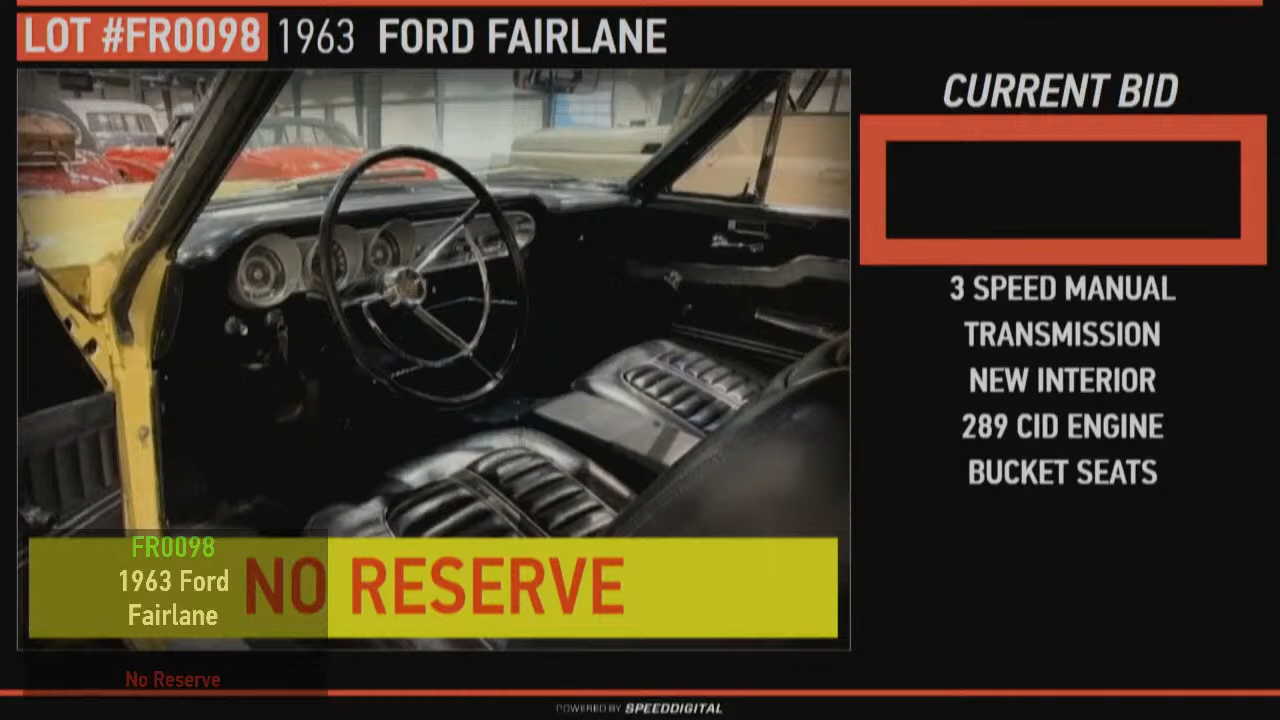 LOT #FR0098 1963 FORD FAIRLANE
CURRENT BID
3 SPEED MANUAL
TRANSMISSION
NEW INTERIOR
289 CID ENGINE
BUCKET SEATS
NO RESERVE
FR0098
1963 Ford
Fairlane
No Reserve
POWERED BY SPEEDDIGITAL